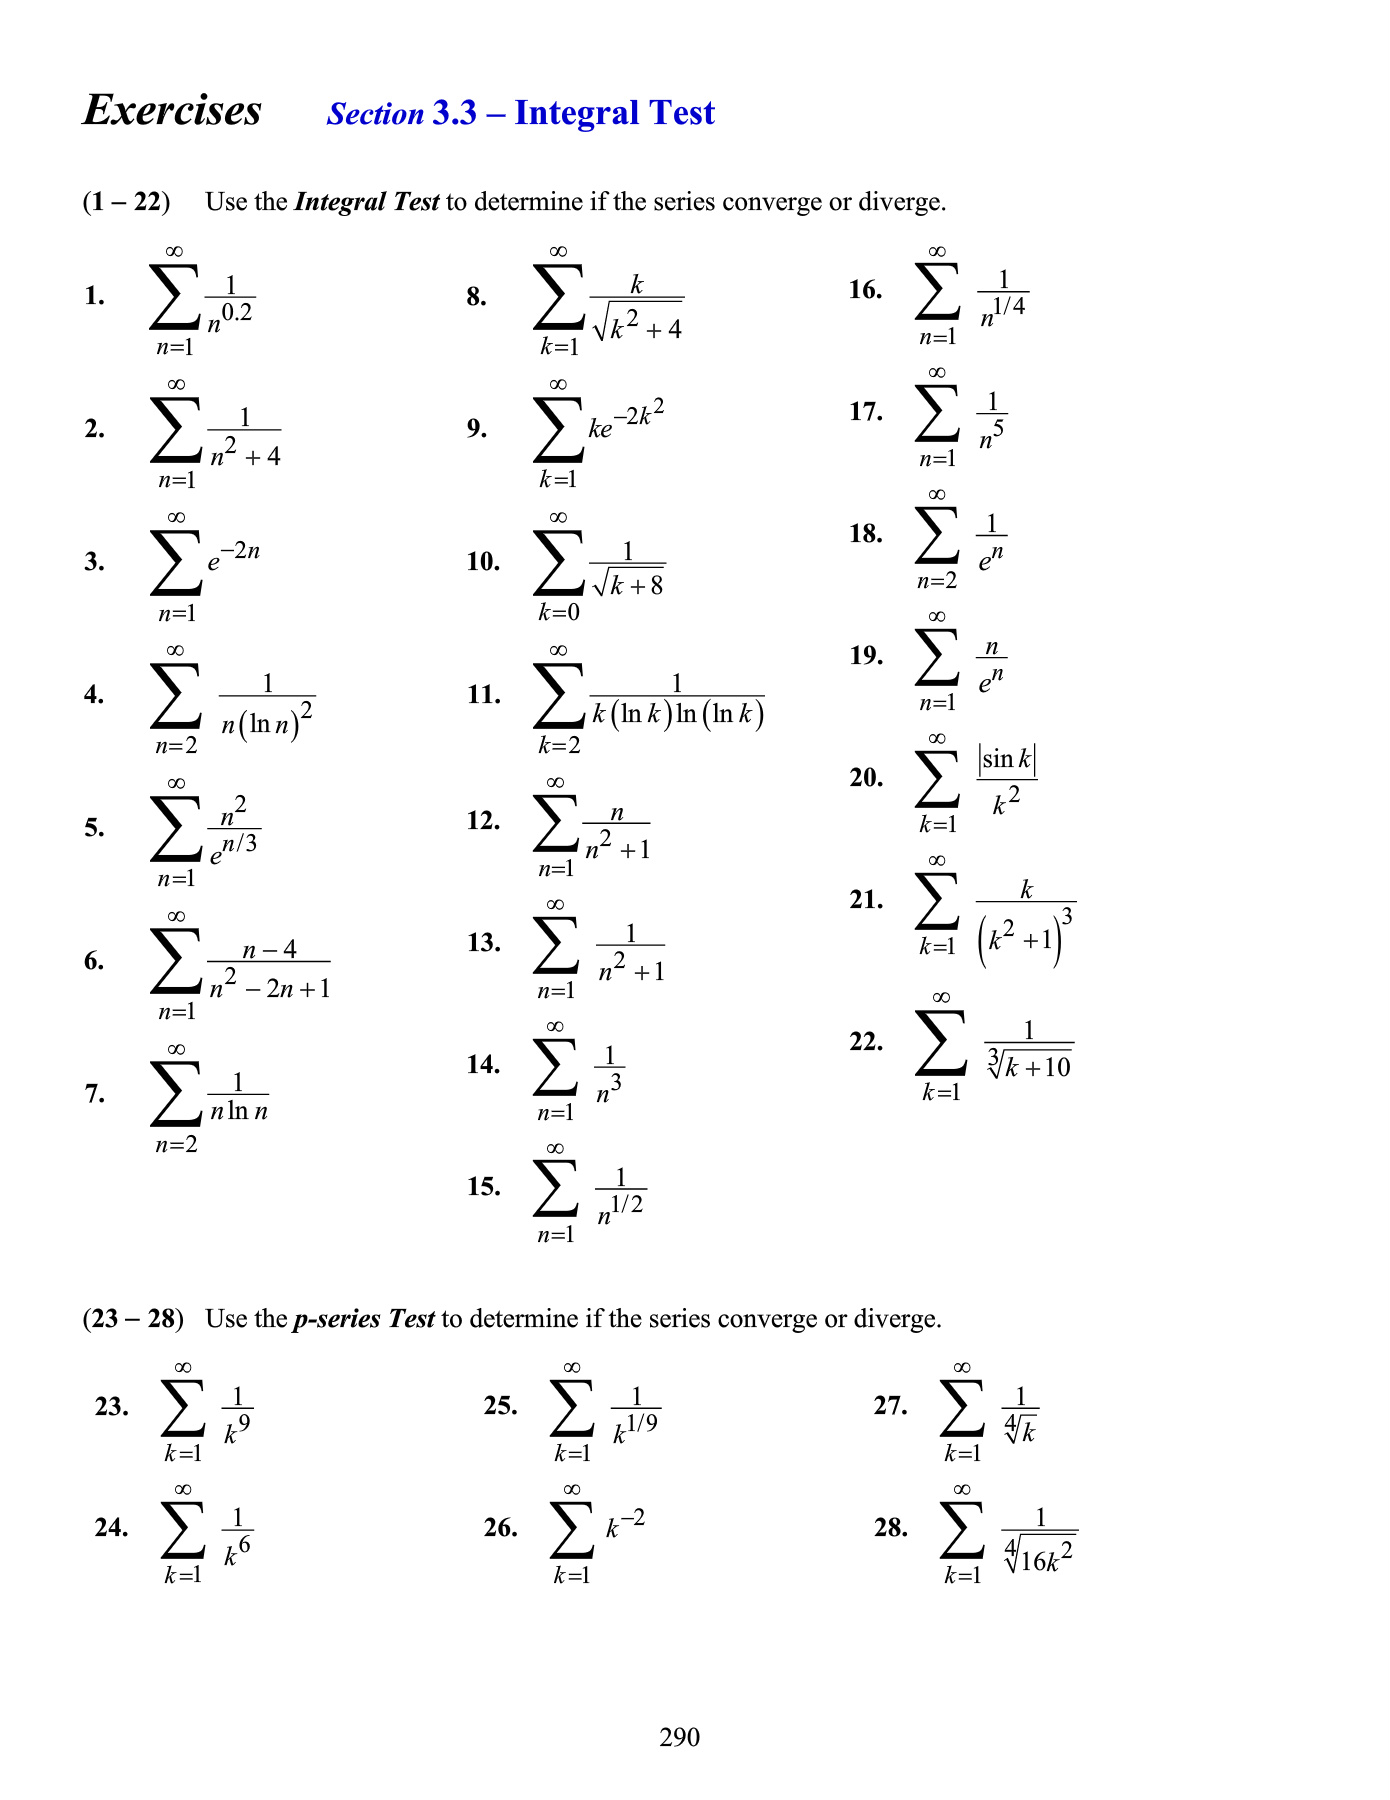 Exercises Section 3.3 – Integral Test
(1 – 22) Use the Integral Test to determine if the series converge or diverge.
1. $\sum_{n=1}^{\infty} \frac{1}{n^{0.2}}$
2. $\sum_{n=1}^{\infty} \frac{1}{n^2+4}$
3. $\sum_{n=1}^{\infty} e^{-2n}$
4. $\sum_{n=2}^{\infty} \frac{1}{n(\ln n)^2}$
5. $\sum_{n=1}^{\infty} \frac{n^2}{e^{n/3}}$
6. $\sum_{n=1}^{\infty} \frac{n-4}{n^2-2n+1}$
7. $\sum_{n=2}^{\infty} \frac{1}{n\ln n}$
8. $\sum_{k=1}^{\infty} \frac{k}{\sqrt{k^2+4}}$
9. $\sum_{k=1}^{\infty} ke^{-2k^2}$
10. $\sum_{k=0}^{\infty} \frac{1}{\sqrt{k+8}}$
11. $\sum_{k=2}^{\infty} \frac{1}{k(\ln k)\ln(\ln k)}$
12. $\sum_{n=1}^{\infty} \frac{n}{n^2+1}$
13. $\sum_{n=1}^{\infty} \frac{1}{n^2+1}$
14. $\sum_{n=1}^{\infty} \frac{1}{n^3}$
15. $\sum_{n=1}^{\infty} \frac{1}{n^{1/2}}$
16. $\sum_{n=1}^{\infty} \frac{1}{n^{1/4}}$
17. $\sum_{n=1}^{\infty} \frac{1}{n^5}$
18. $\sum_{n=2}^{\infty} \frac{1}{e^n}$
19. $\sum_{n=1}^{\infty} \frac{n}{e^n}$
20. $\sum_{k=1}^{\infty} \frac{|\sin k|}{k^2}$
21. $\sum_{k=1}^{\infty} \frac{k}{(k^2+1)^3}$
22. $\sum_{k=1}^{\infty} \frac{1}{\sqrt[3]{k+10}}$
(23 – 28) Use the p-series Test to determine if the series converge or diverge.
23. $\sum_{k=1}^{\infty} \frac{1}{k^9}$
24. $\sum_{k=1}^{\infty} \frac{1}{k^6}$
25. $\sum_{k=1}^{\infty} \frac{1}{k^{1/9}}$
26. $\sum_{k=1}^{\infty} k^{-2}$
27. $\sum_{k=1}^{\infty} \frac{1}{\sqrt[4]{k}}$
28. $\sum_{k=1}^{\infty} \frac{1}{\sqrt[4]{16k^2}}$
290